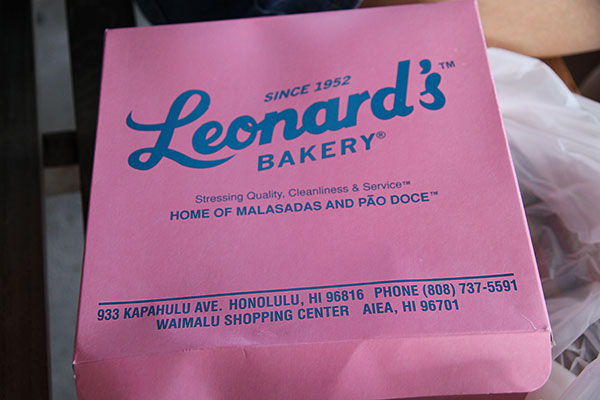 SINCE 1952
Leonard's™
BAKERY®
Stressing Quality, Cleanliness & Service™
HOME OF MALASADAS AND PÃO DOCE™
933 KAPAHULU AVE. HONOLULU, HI 96816 PHONE (808) 737-5591
WAIMALU SHOPPING CENTER AIEA, HI 96701